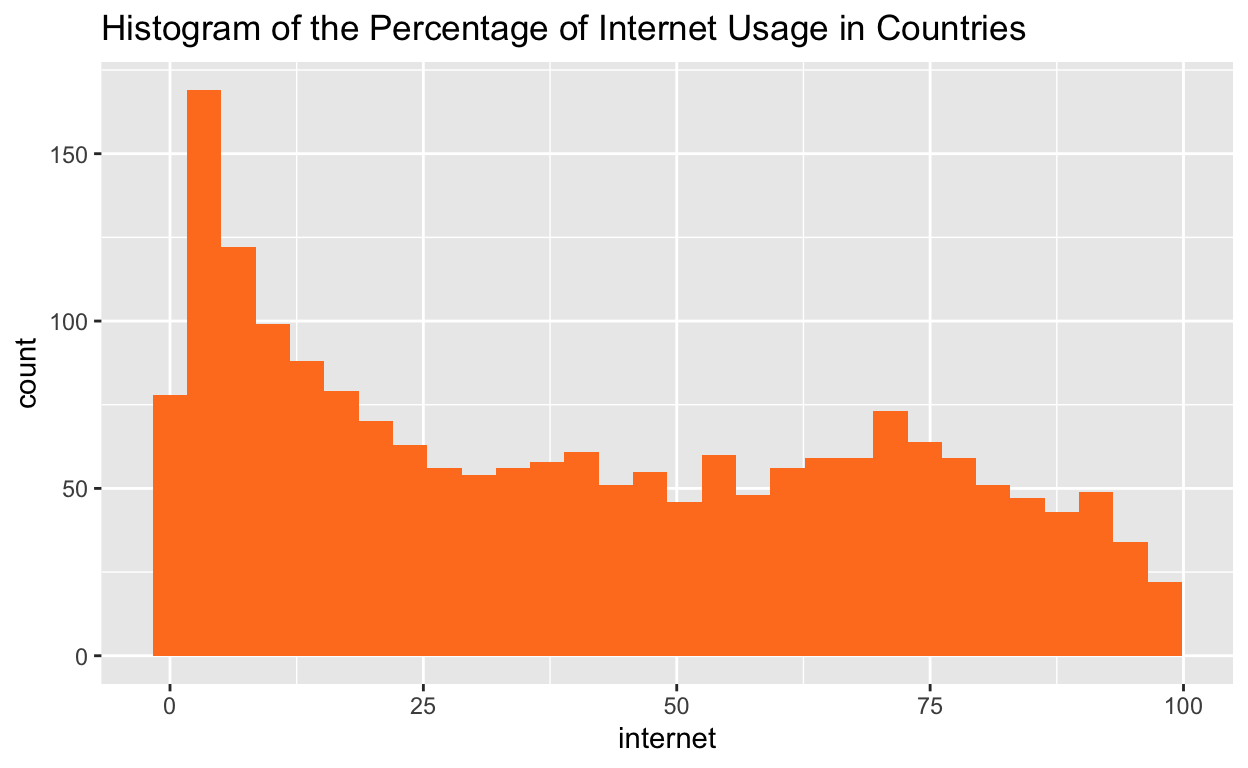 Histogram of the Percentage of Internet Usage in Countries
count
150
100
50
0
0 25 50 75 100
internet